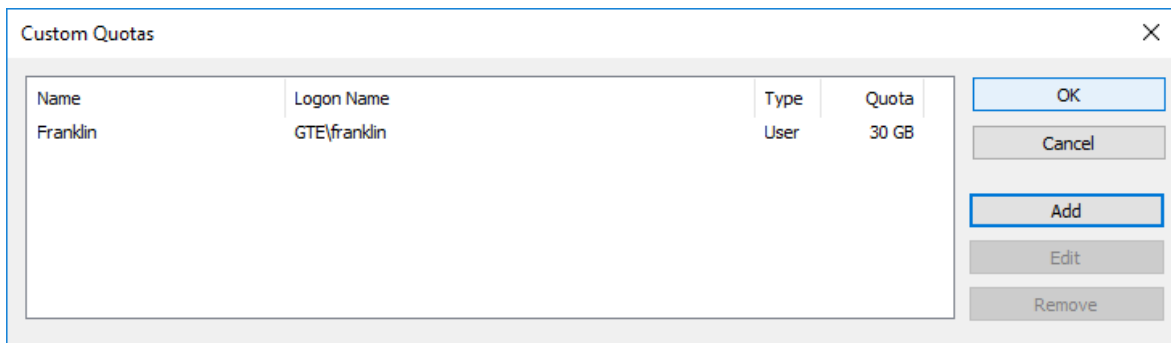 Custom Quotas
Name Logon Name Type Quota
Franklin GTE\franklin User 30 GB
OK
Cancel
Add
Edit
Remove